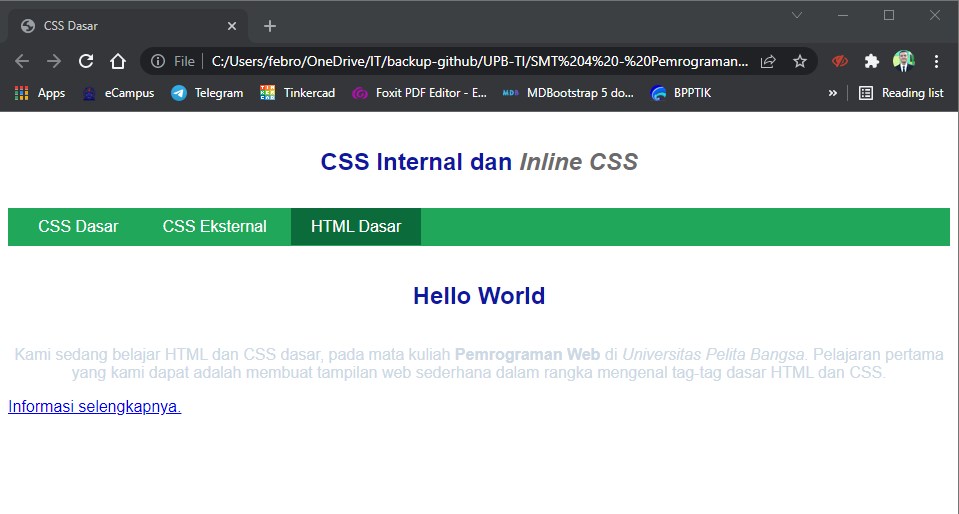 CSS Dasar
File
C:/Users/febro/OneDrive/IT/backup-github/UPB-TI/SMT%204%20-%20Pemrograman...
Apps
eCampus
Telegram
TIN KER CAD
Tinkercad
Foxit PDF Editor - E...
MDB
MDBootstrap 5 do...
BPPTIK
»
Reading list
CSS Internal dan Inline CSS
CSS Dasar
CSS Eksternal
HTML Dasar
Hello World
Kami sedang belajar HTML dan CSS dasar, pada mata kuliah Pemrograman Web di Universitas Pelita Bangsa. Pelajaran pertama
yang kami dapat adalah membuat tampilan web sederhana dalam rangka mengenal tag-tag dasar HTML dan CSS.
Informasi selengkapnya.